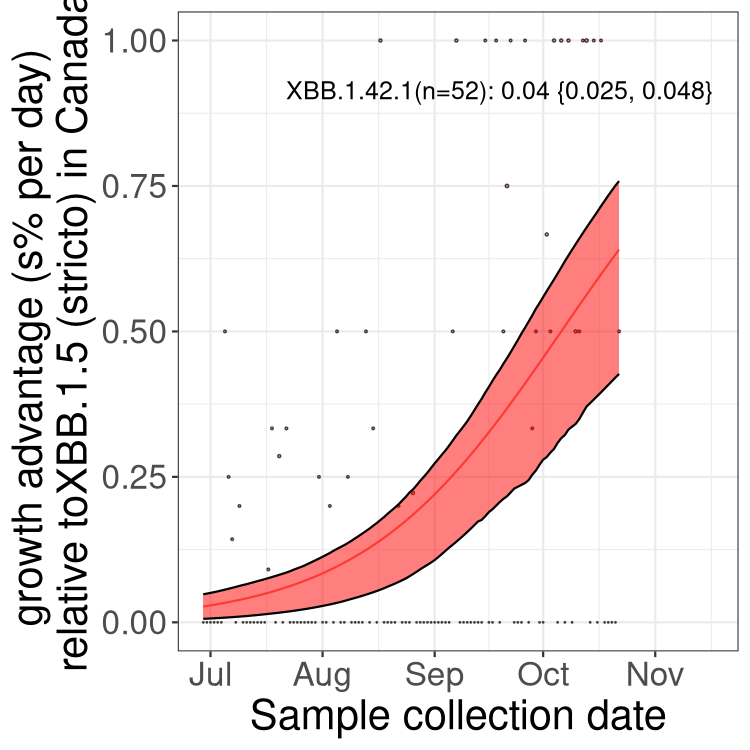 growth advantage (s% per day)
relative toXBB.1.5 (stricto) in Canada
1.00
0.75
0.50
0.25
0.00
XBB.1.42.1(n=52): 0.04 {0.025, 0.048}
Jul Aug Sep Oct Nov
Sample collection date